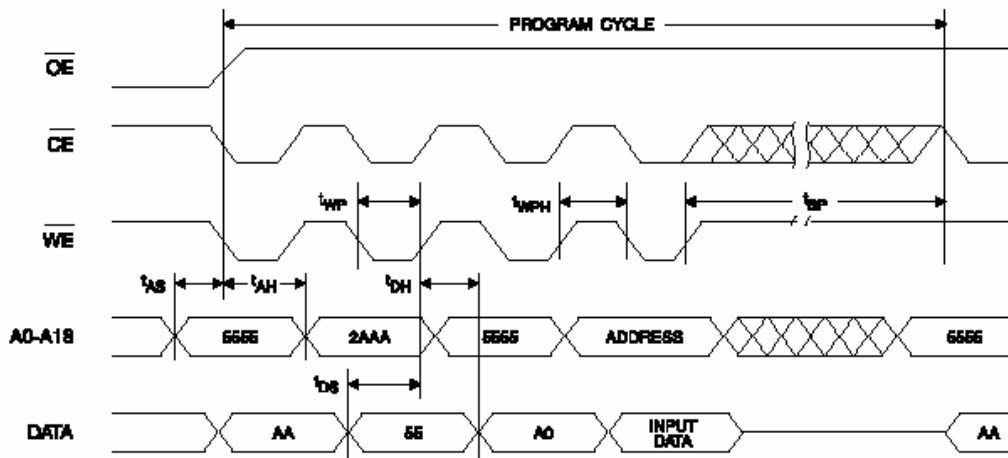 PROGRAM CYCLE
OE
CE
tWP
tWPH
tBP
WE
tAS
tAH
tDH
A0-A18
5555
2AAA
5555
ADDRESS
5555
tDS
DATA
AA
55
A0
INPUT
DATA
AA